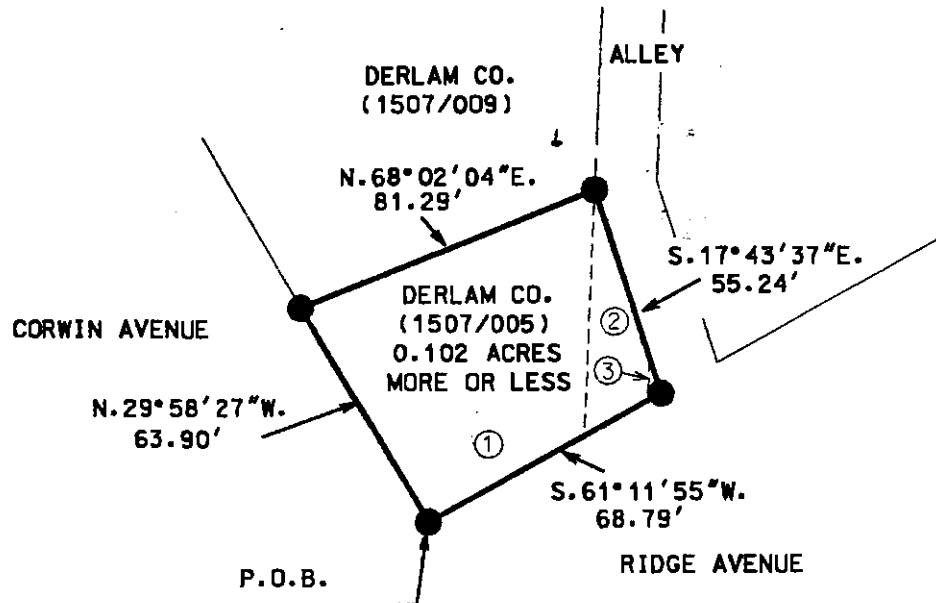 ALLEY
DERLAM CO.
(1507/009)
N.68°02'04"E.
81.29'
S.17°43'37"E.
55.24'
DERLAM CO.
(1507/005)
0.102 ACRES
MORE OR LESS
②
③
CORWIN AVENUE
N.29°58'27"W.
63.90'
①
S.61°11'55"W.
68.79'
P.O.B.
RIDGE AVENUE